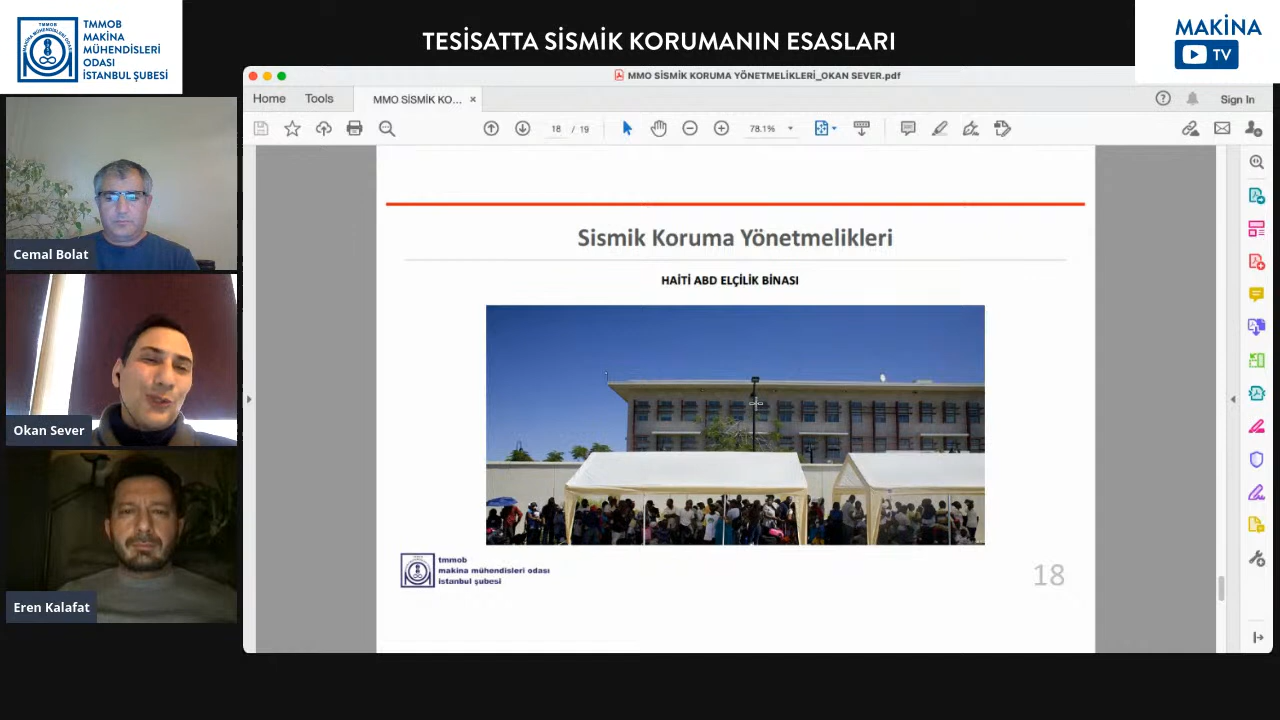 TMMOB
MAKİNA
MÜHENDİSLERİ
ODASI
İSTANBUL ŞUBESİ
TESİSATTA SİSMİK KORUMANIN ESASLARI
MAKİNA
TV
MMO SİSMİK KORUMA YÖNETMELİKLERİ_OKAN SEVER.pdf
Home
Tools
MMO SİSMİK KO...
×
Sign In
18 / 19
78.1%
Sismik Koruma Yönetmelikleri
HAİTİ ABD ELÇİLİK BİNASI
tmmob
makina mühendisleri odası
istanbul şubesi
18
Cemal Bolat
Okan Sever
Eren Kalafat